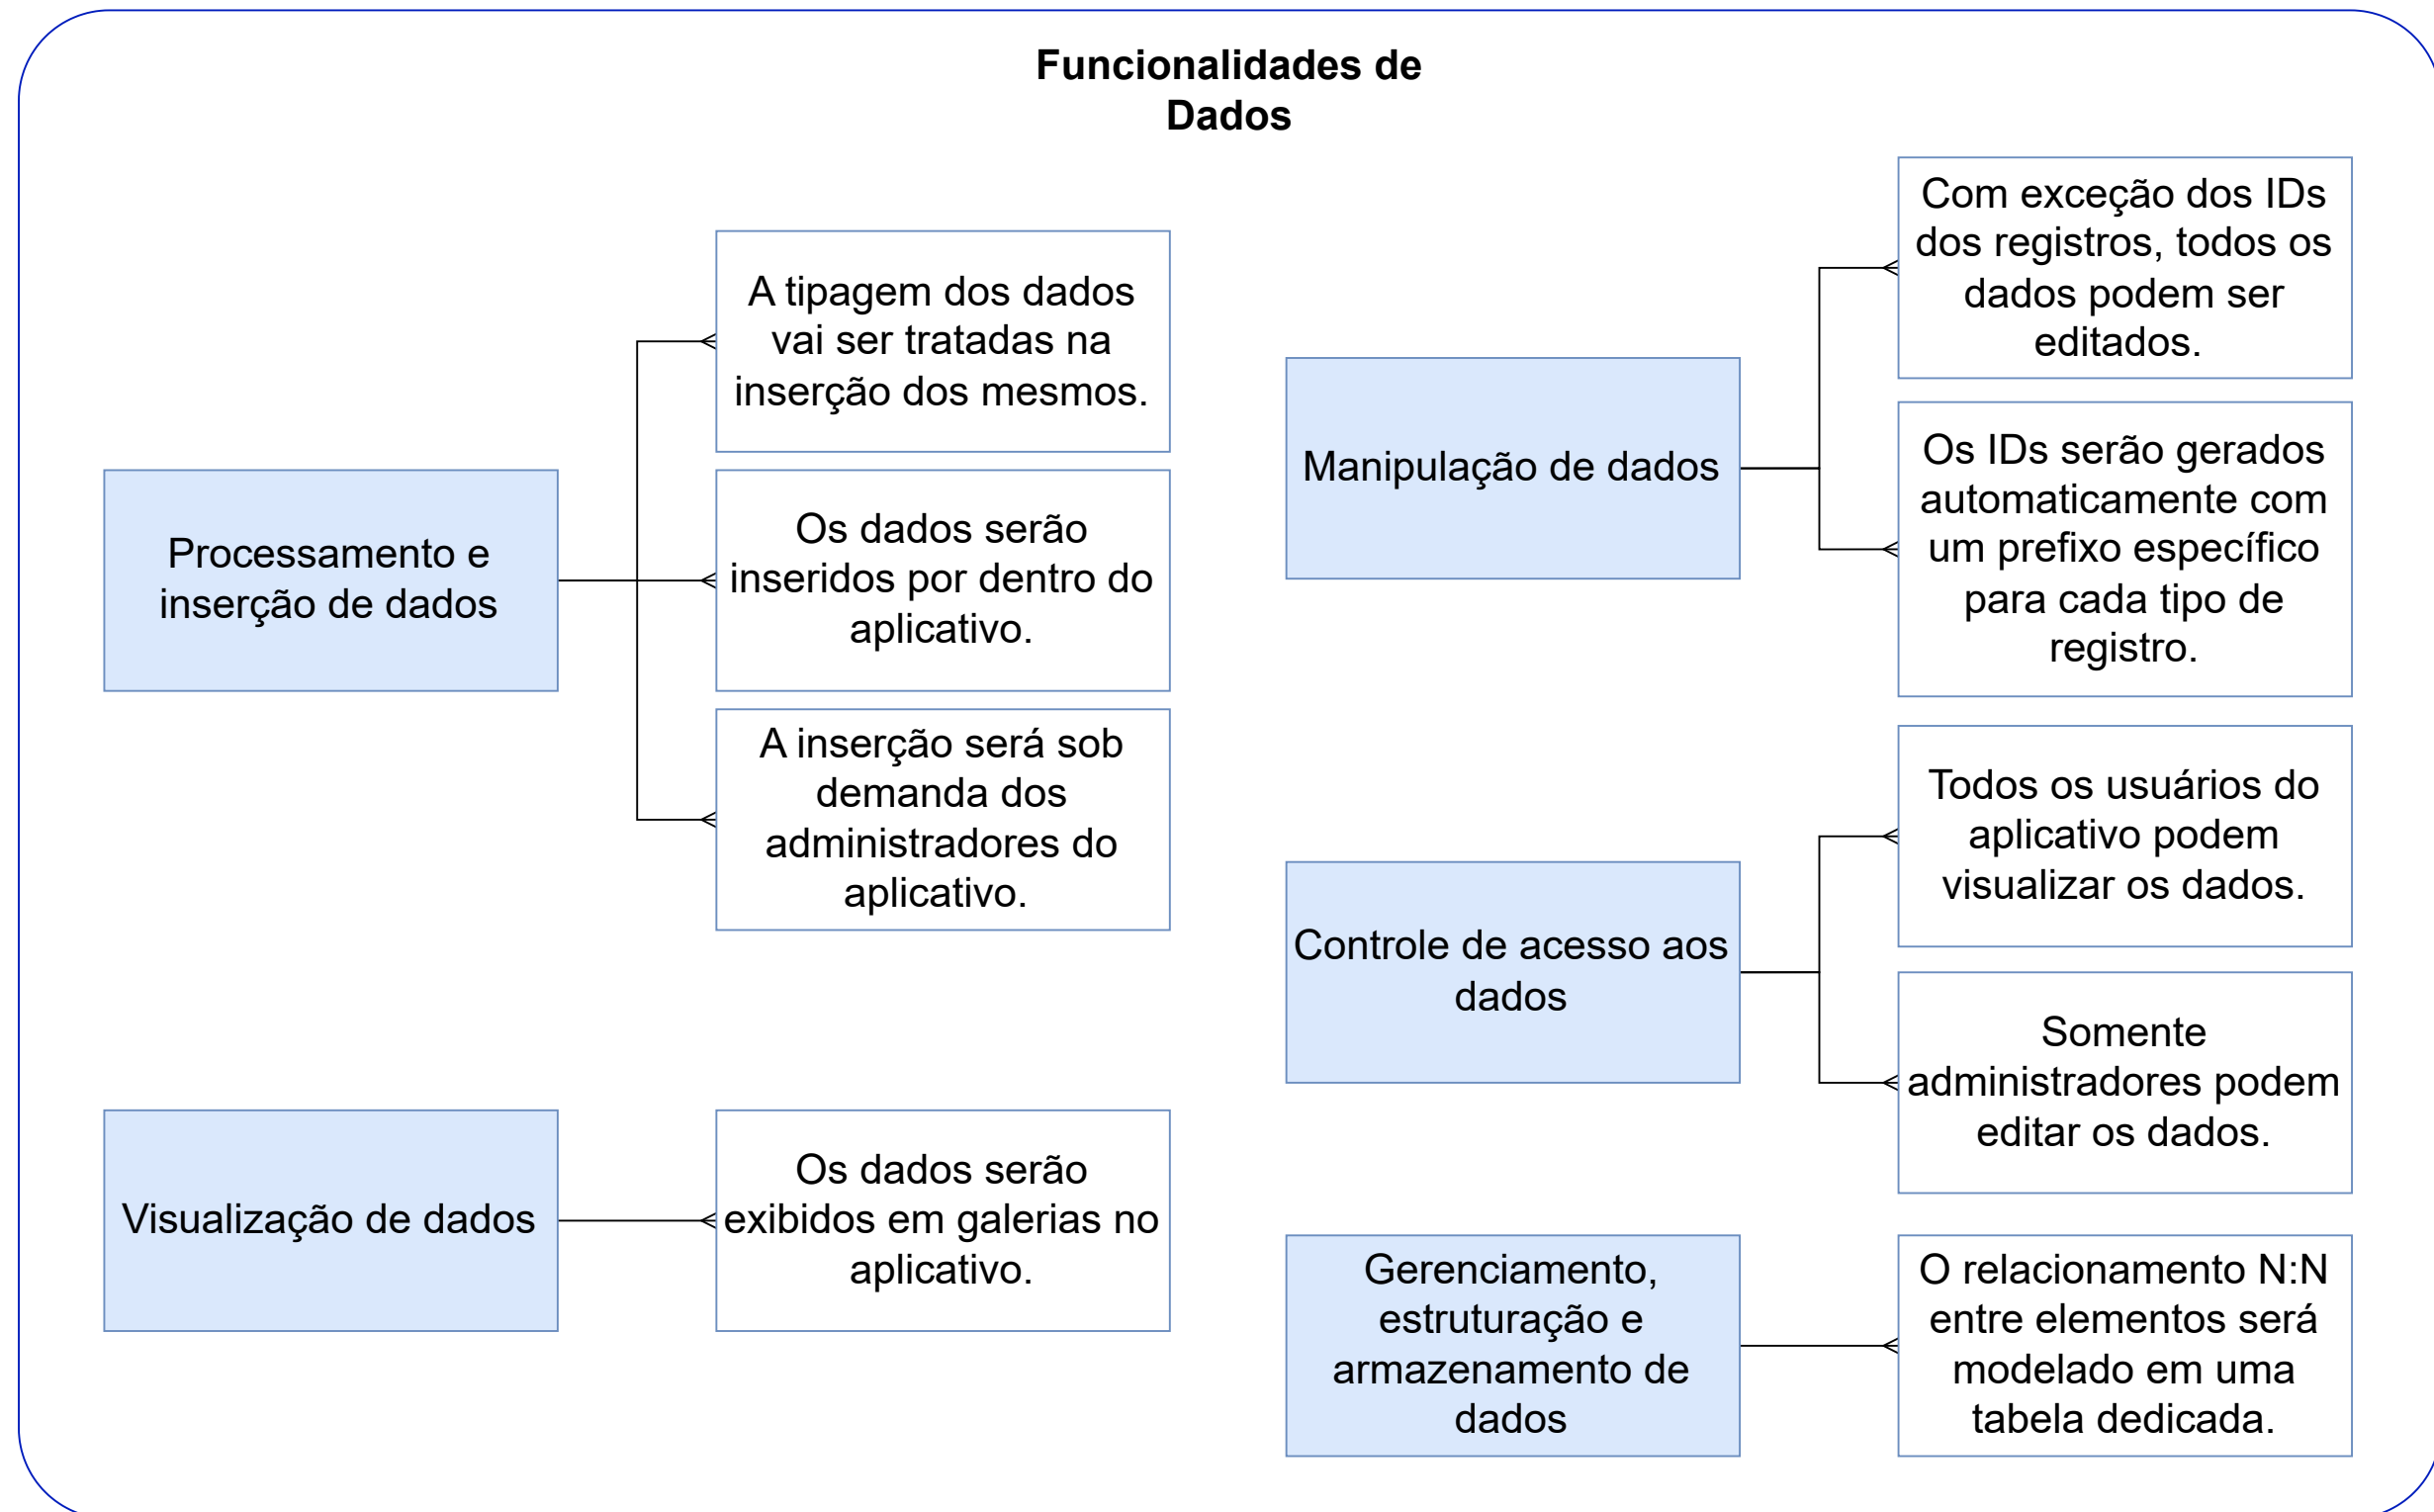 Funcionalidades de
Dados
A tipagem dos dados
vai ser tratadas na
inserção dos mesmos.
Processamento e
inserção de dados
Os dados serão
inseridos por dentro do
aplicativo.
A inserção será sob
demanda dos
administradores do
aplicativo.
Visualização de dados
Os dados serão
exibidos em galerias no
aplicativo.
Com exceção dos IDs
dos registros, todos os
dados podem ser
editados.
Manipulação de dados
Os IDs serão gerados
automaticamente com
um prefixo específico
para cada tipo de
registro.
Todos os usuários do
aplicativo podem
visualizar os dados.
Controle de acesso aos
dados
Somente
administradores podem
editar os dados.
Gerenciamento,
estruturação e
armazenamento de
dados
O relacionamento N:N
entre elementos será
modelado em uma
tabela dedicada.